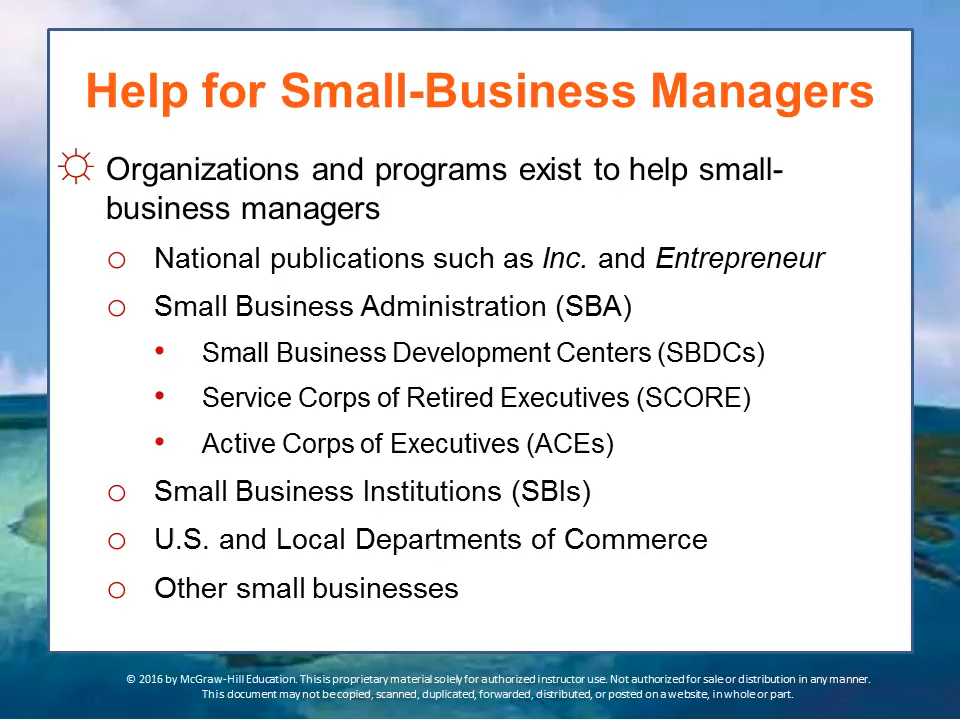 Help for Small-Business Managers
Organizations and programs exist to help small-
business managers
National publications such as Inc. and Entrepreneur
Small Business Administration (SBA)
Small Business Development Centers (SBDCs)
Service Corps of Retired Executives (SCORE)
Active Corps of Executives (ACEs)
Small Business Institutions (SBIs)
U.S. and Local Departments of Commerce
Other small businesses
© 2016 by McGraw-Hill Education. This is proprietary material solely for authorized instructor use. Not authorized for sale or distribution in any manner.
This document may not be copied, scanned, duplicated, forwarded, distributed, or posted on a website, in whole or part.